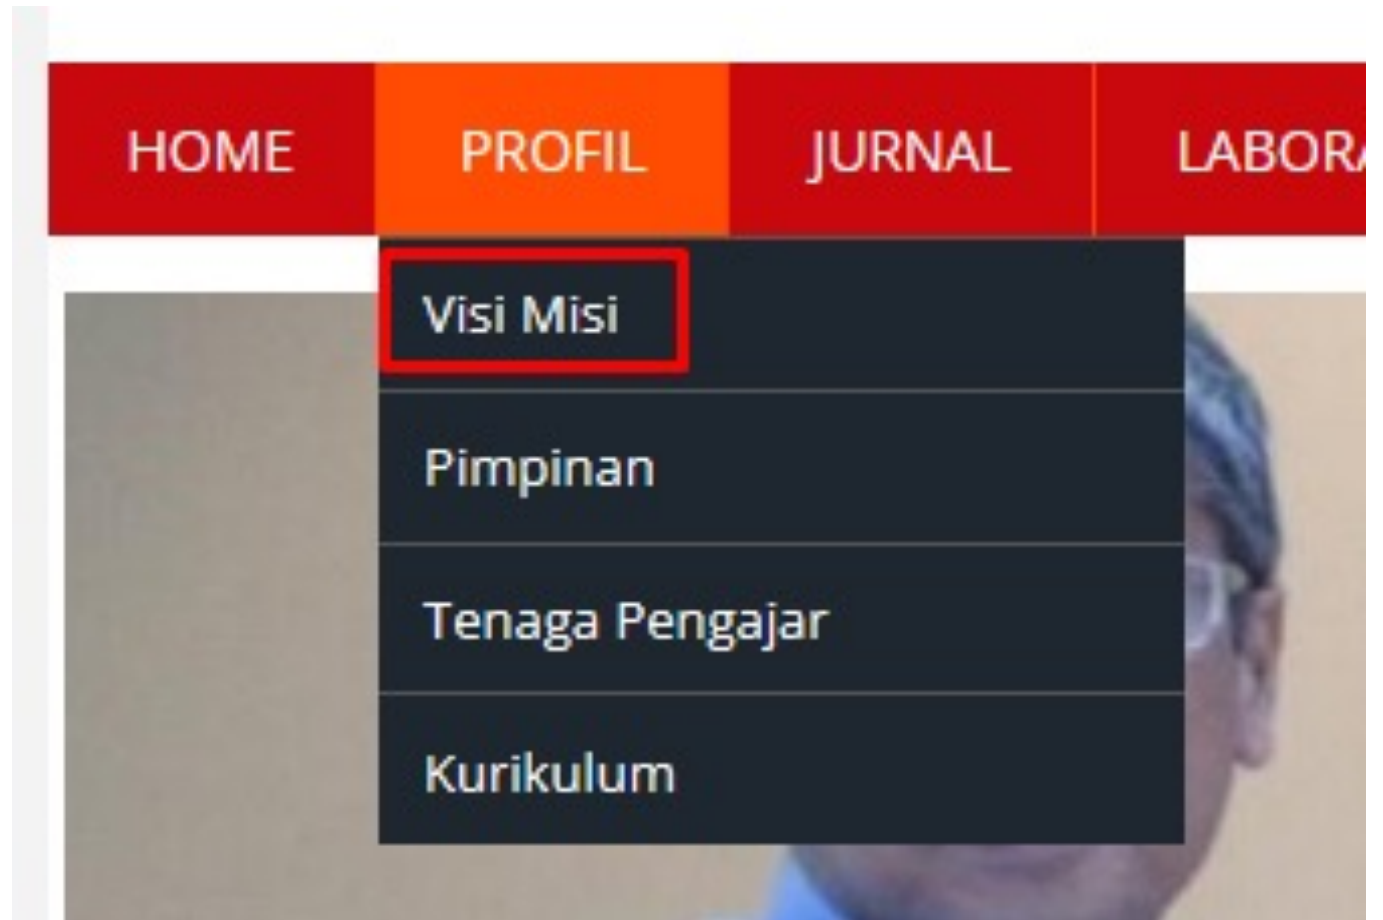 HOME PROFIL JURNAL
Visi Misi
Pimpinan
Tenaga Pengajar
Kurikulum